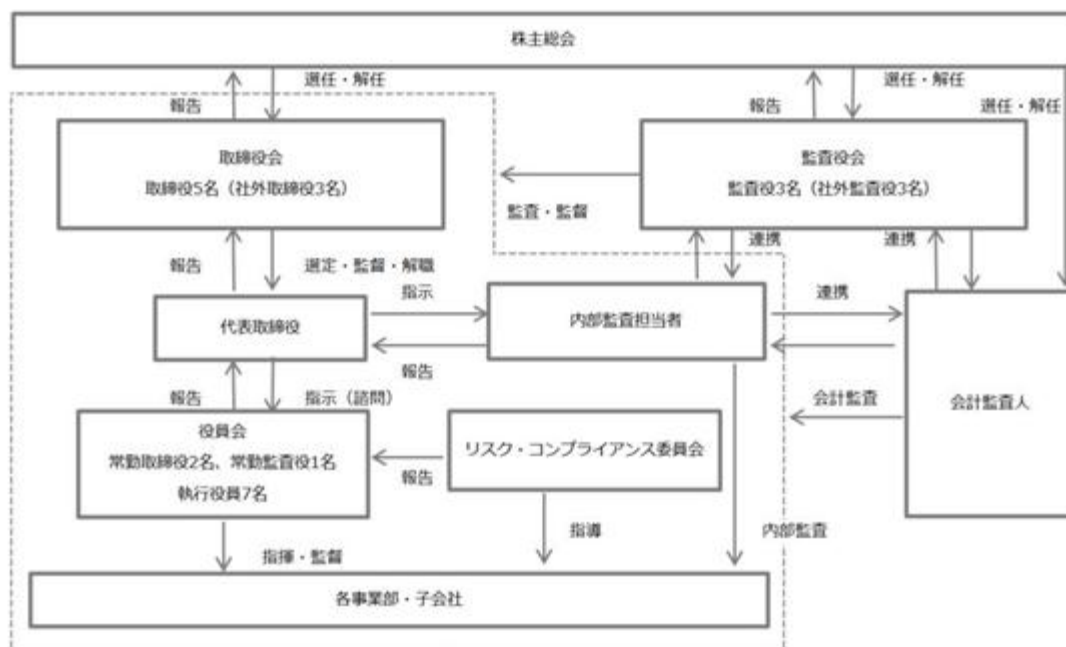 株主総会
選任・解任
選任・解任
報告
報告
選任・解任
取締役会
取締役5名（社外取締役3名）
監査役会
監査役3名（社外監査役3名）
監査・監督
報告
選定・監督・解職
連携
連携
指示
連携
代表取締役
内部監査担当者
報告
報告
指示（諮問）
会計監査
会計監査人
役員会
常勤取締役2名、常勤監査役1名
執行役員7名
リスク・コンプライアンス委員会
報告
指導
内部監査
指揮・監督
各事業部・子会社